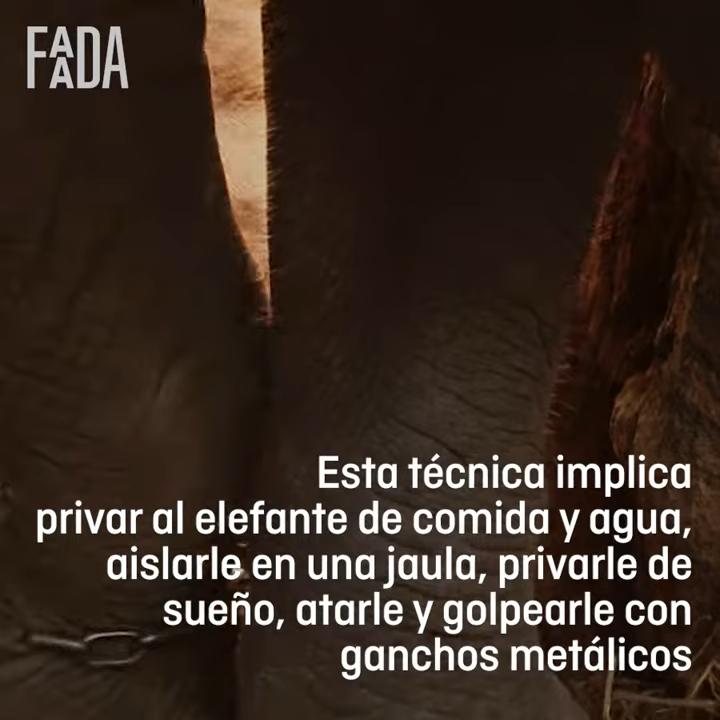 FAADA
Esta técnica implica
privar al elefante de comida y agua,
aislarle en una jaula, privarle de
sueño, atarle y golpearle con
ganchos metálicos